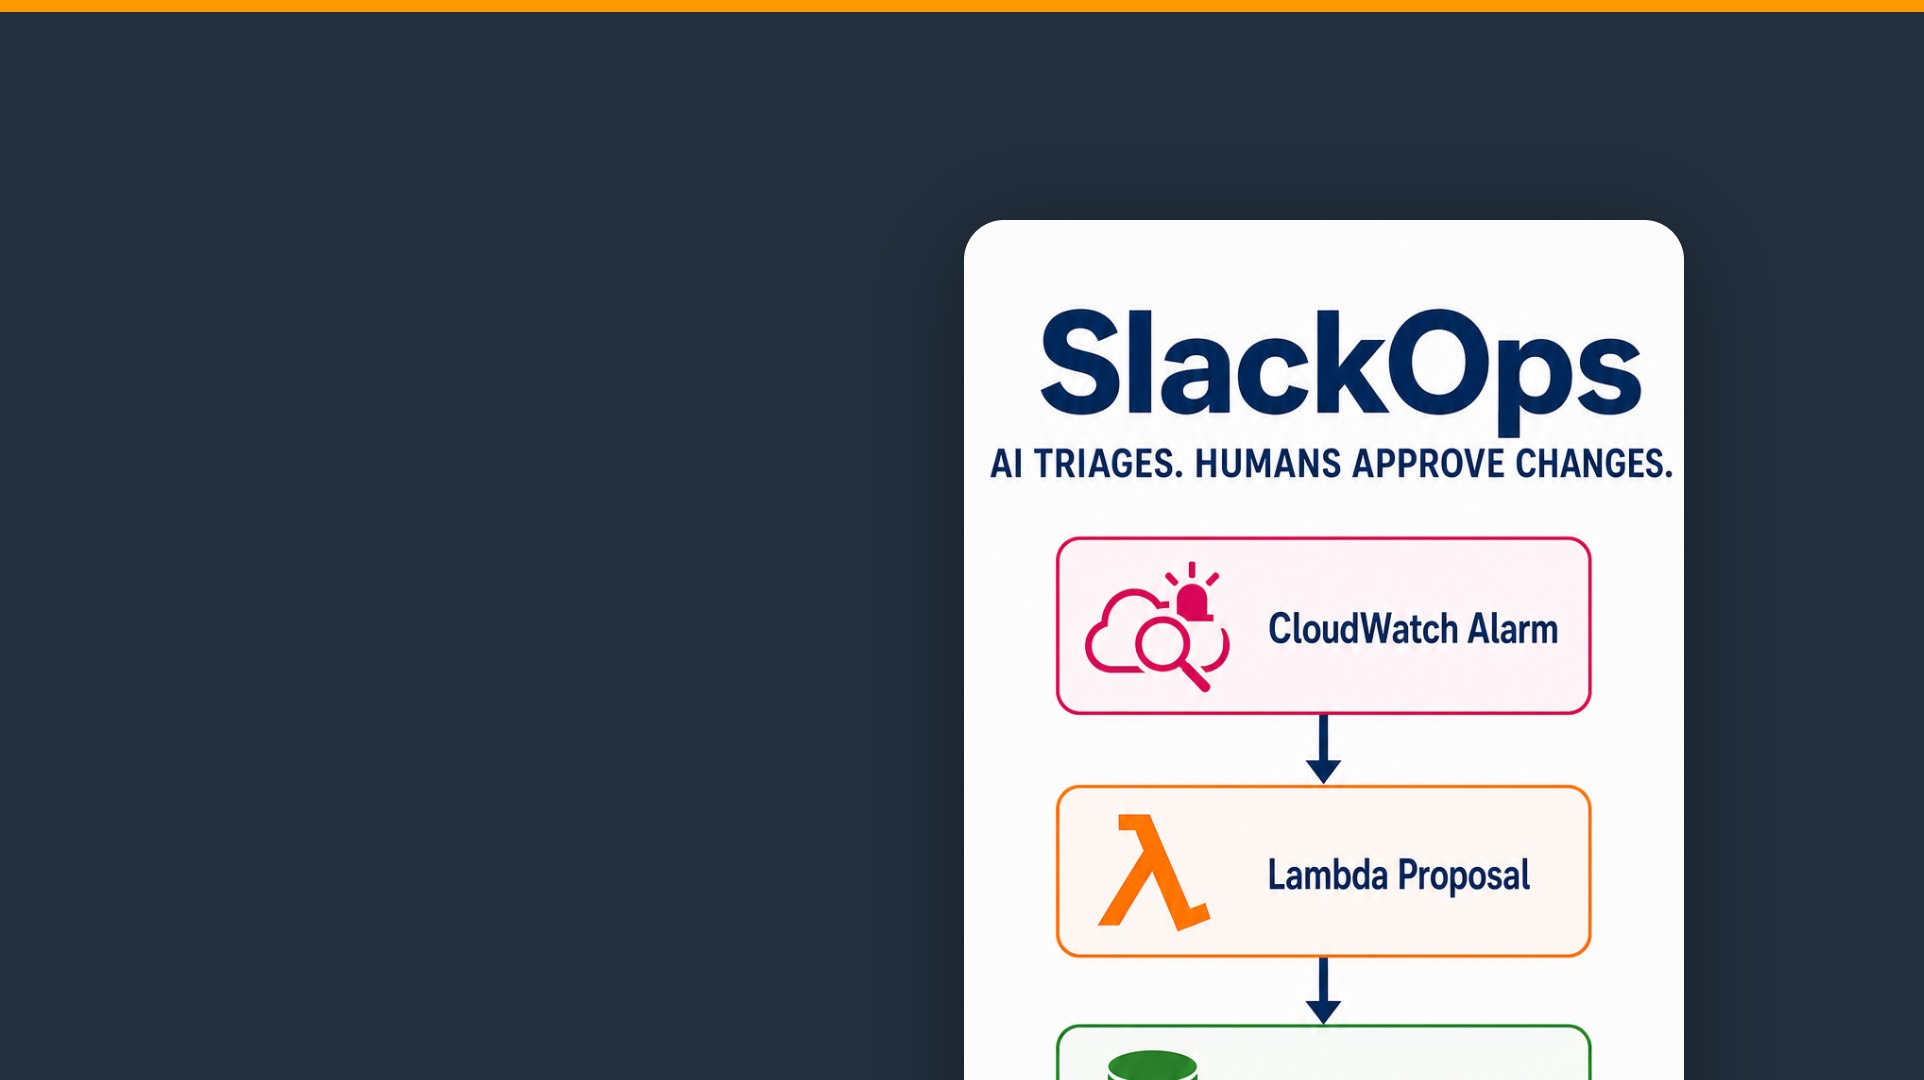 SlackOps
AI TRIAGES. HUMANS APPROVE CHANGES.
CloudWatch Alarm
Lambda Proposal